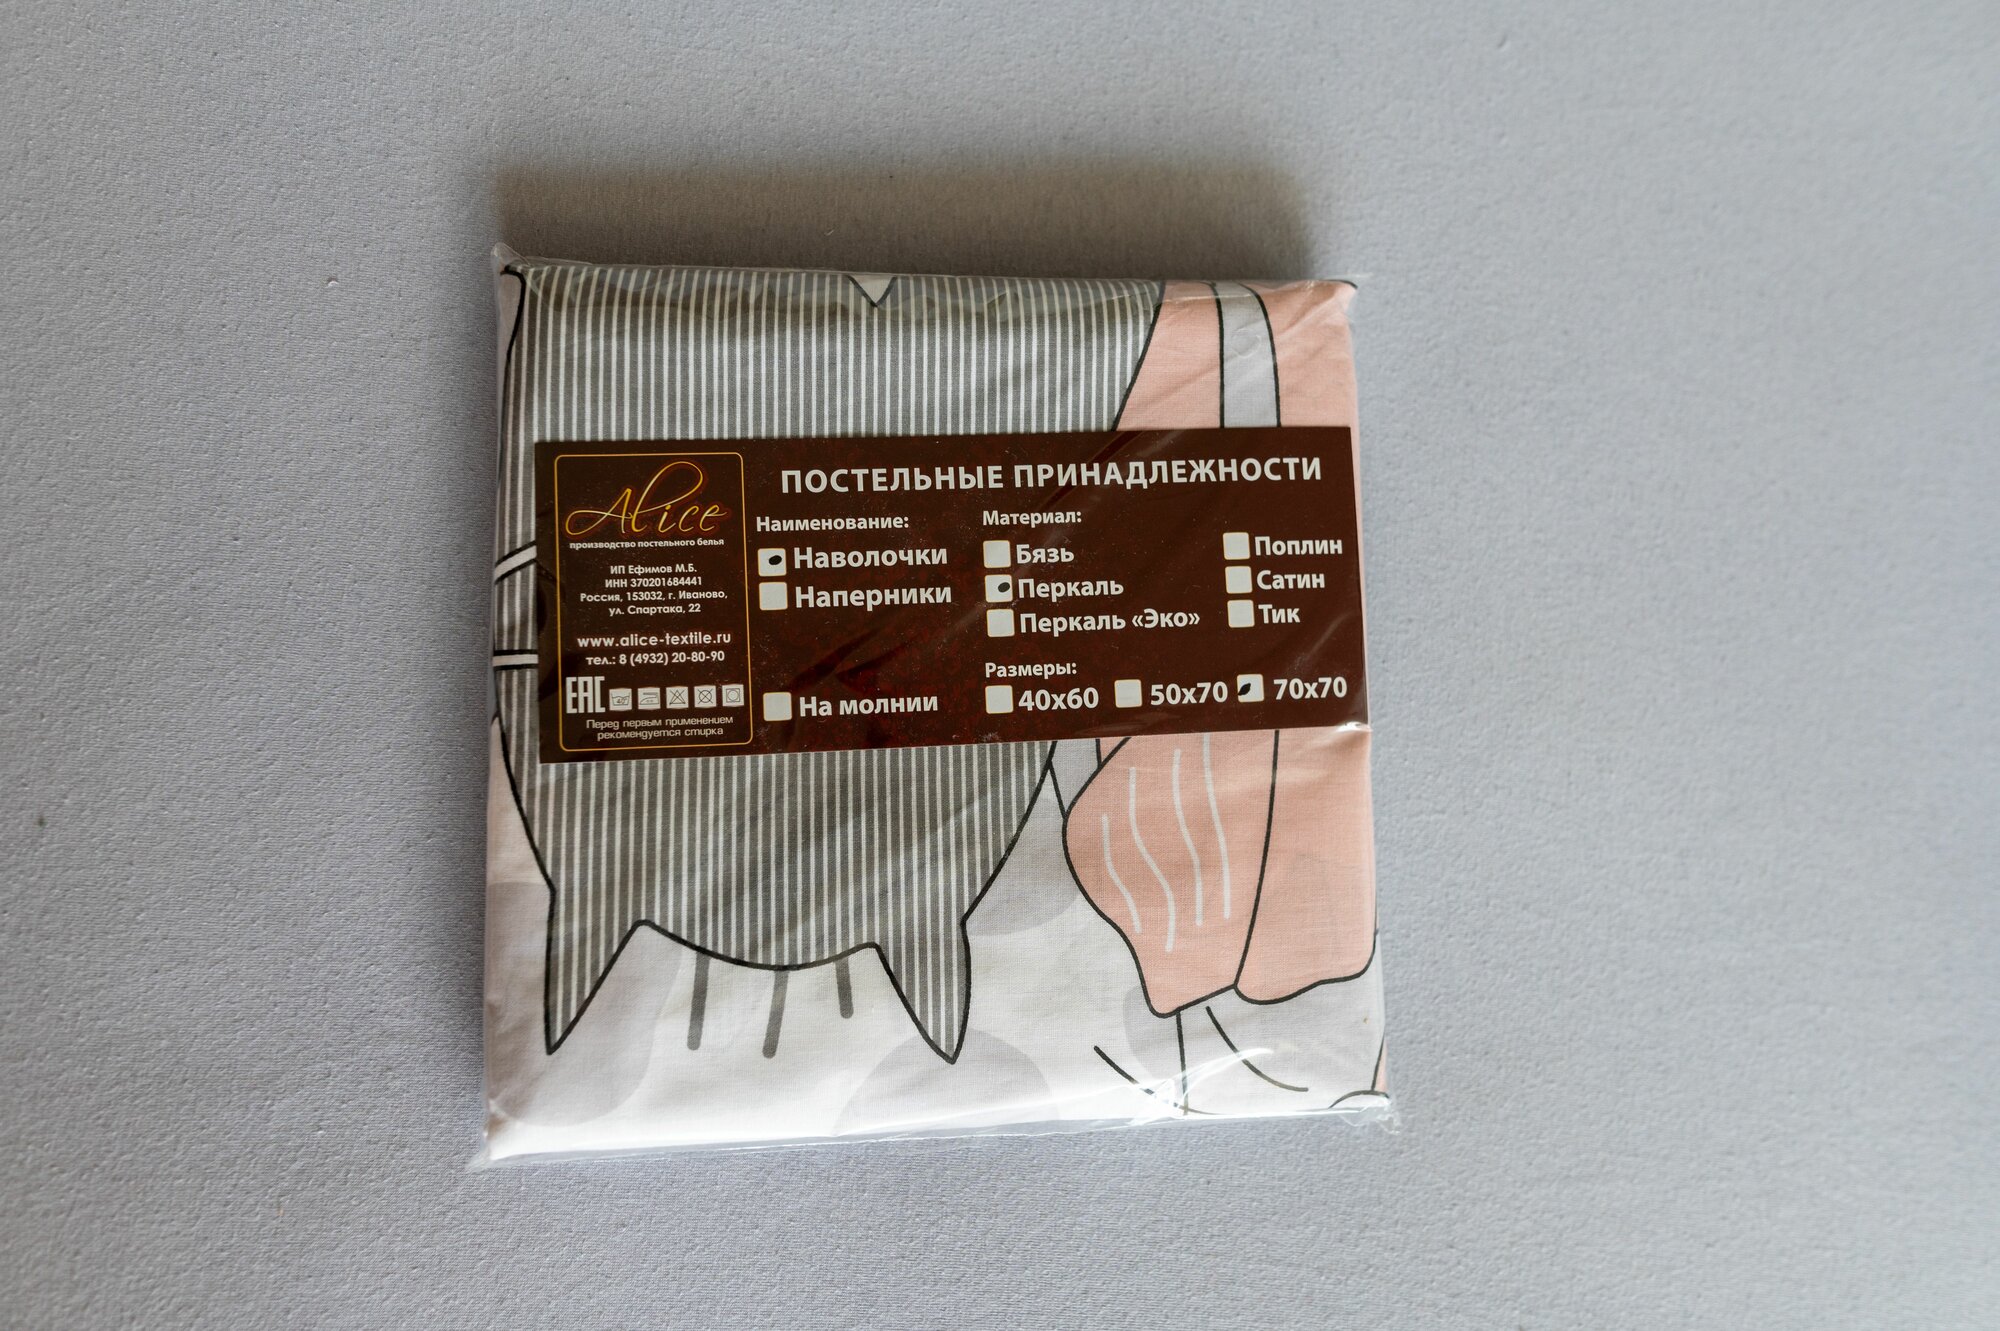 Alice
производство постельного белья
ИП Ефимов М.Б.
ИНН 370201684441
Россия, 153032, г. Иваново,
ул. Спартака, 22
www.alice-textile.ru
тел.: 8 (4932) 20-80-90
EAC
Перед первым применением
рекомендуется стирка
ПОСТЕЛЬНЫЕ ПРИНАДЛЕЖНОСТИ
Наименование:
Наволочки
Наперники
На молнии
Материал:
Бязь
Перкаль
Перкаль «Эко»
Поплин
Сатин
Тик
Размеры:
40х60 50х70 70х70